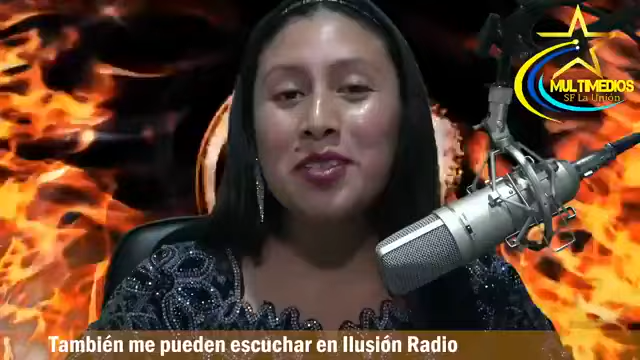 MULTIMEDIOS
SF La Unión
También me pueden escuchar en Ilusión Radio